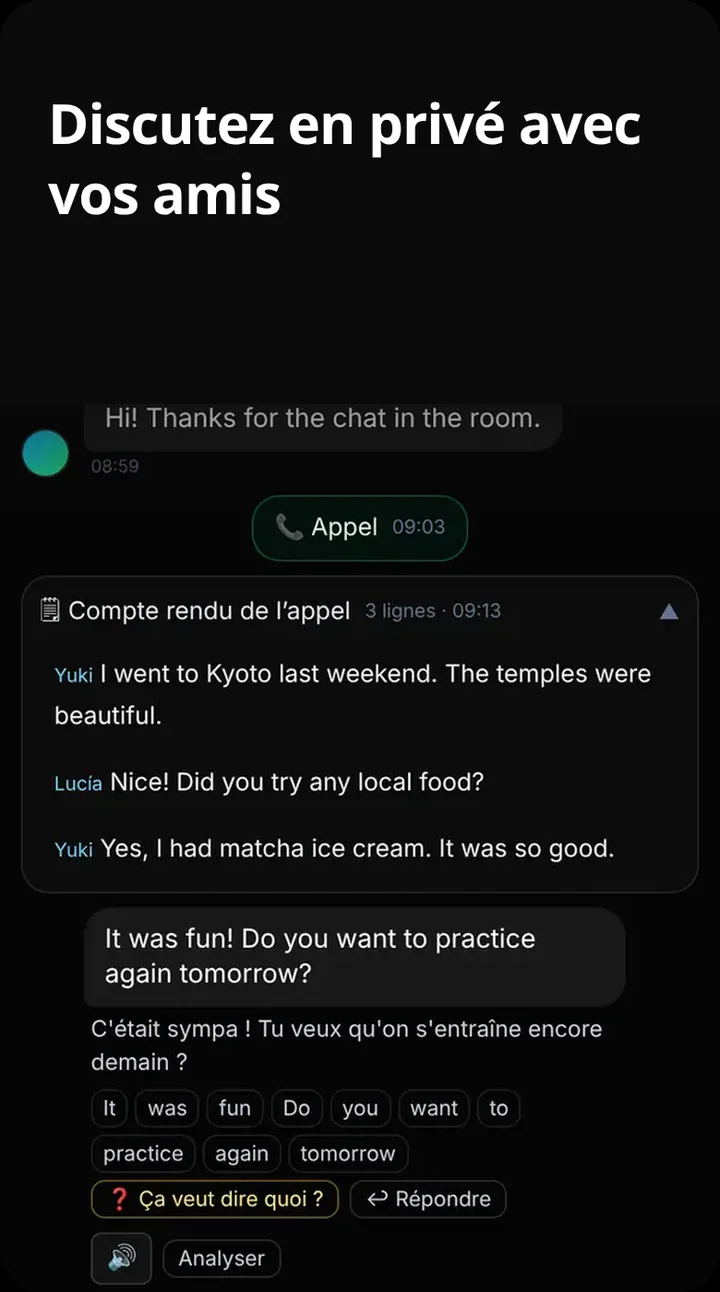 Discutez en privé avec
vos amis
Hi! Thanks for the chat in the room.
08:59
📞 Appel 09:03
🗒 Compte rendu de l’appel 3 lignes · 09:13 ▲
Yuki I went to Kyoto last weekend. The temples were
beautiful.
Lucía Nice! Did you try any local food?
Yuki Yes, I had matcha ice cream. It was so good.
It was fun! Do you want to practice
again tomorrow?
C'était sympa ! Tu veux qu'on s'entraîne encore
demain ?
It was fun Do you want to
practice again tomorrow
❓ Ça veut dire quoi ? ↩ Répondre
🔊 Analyser